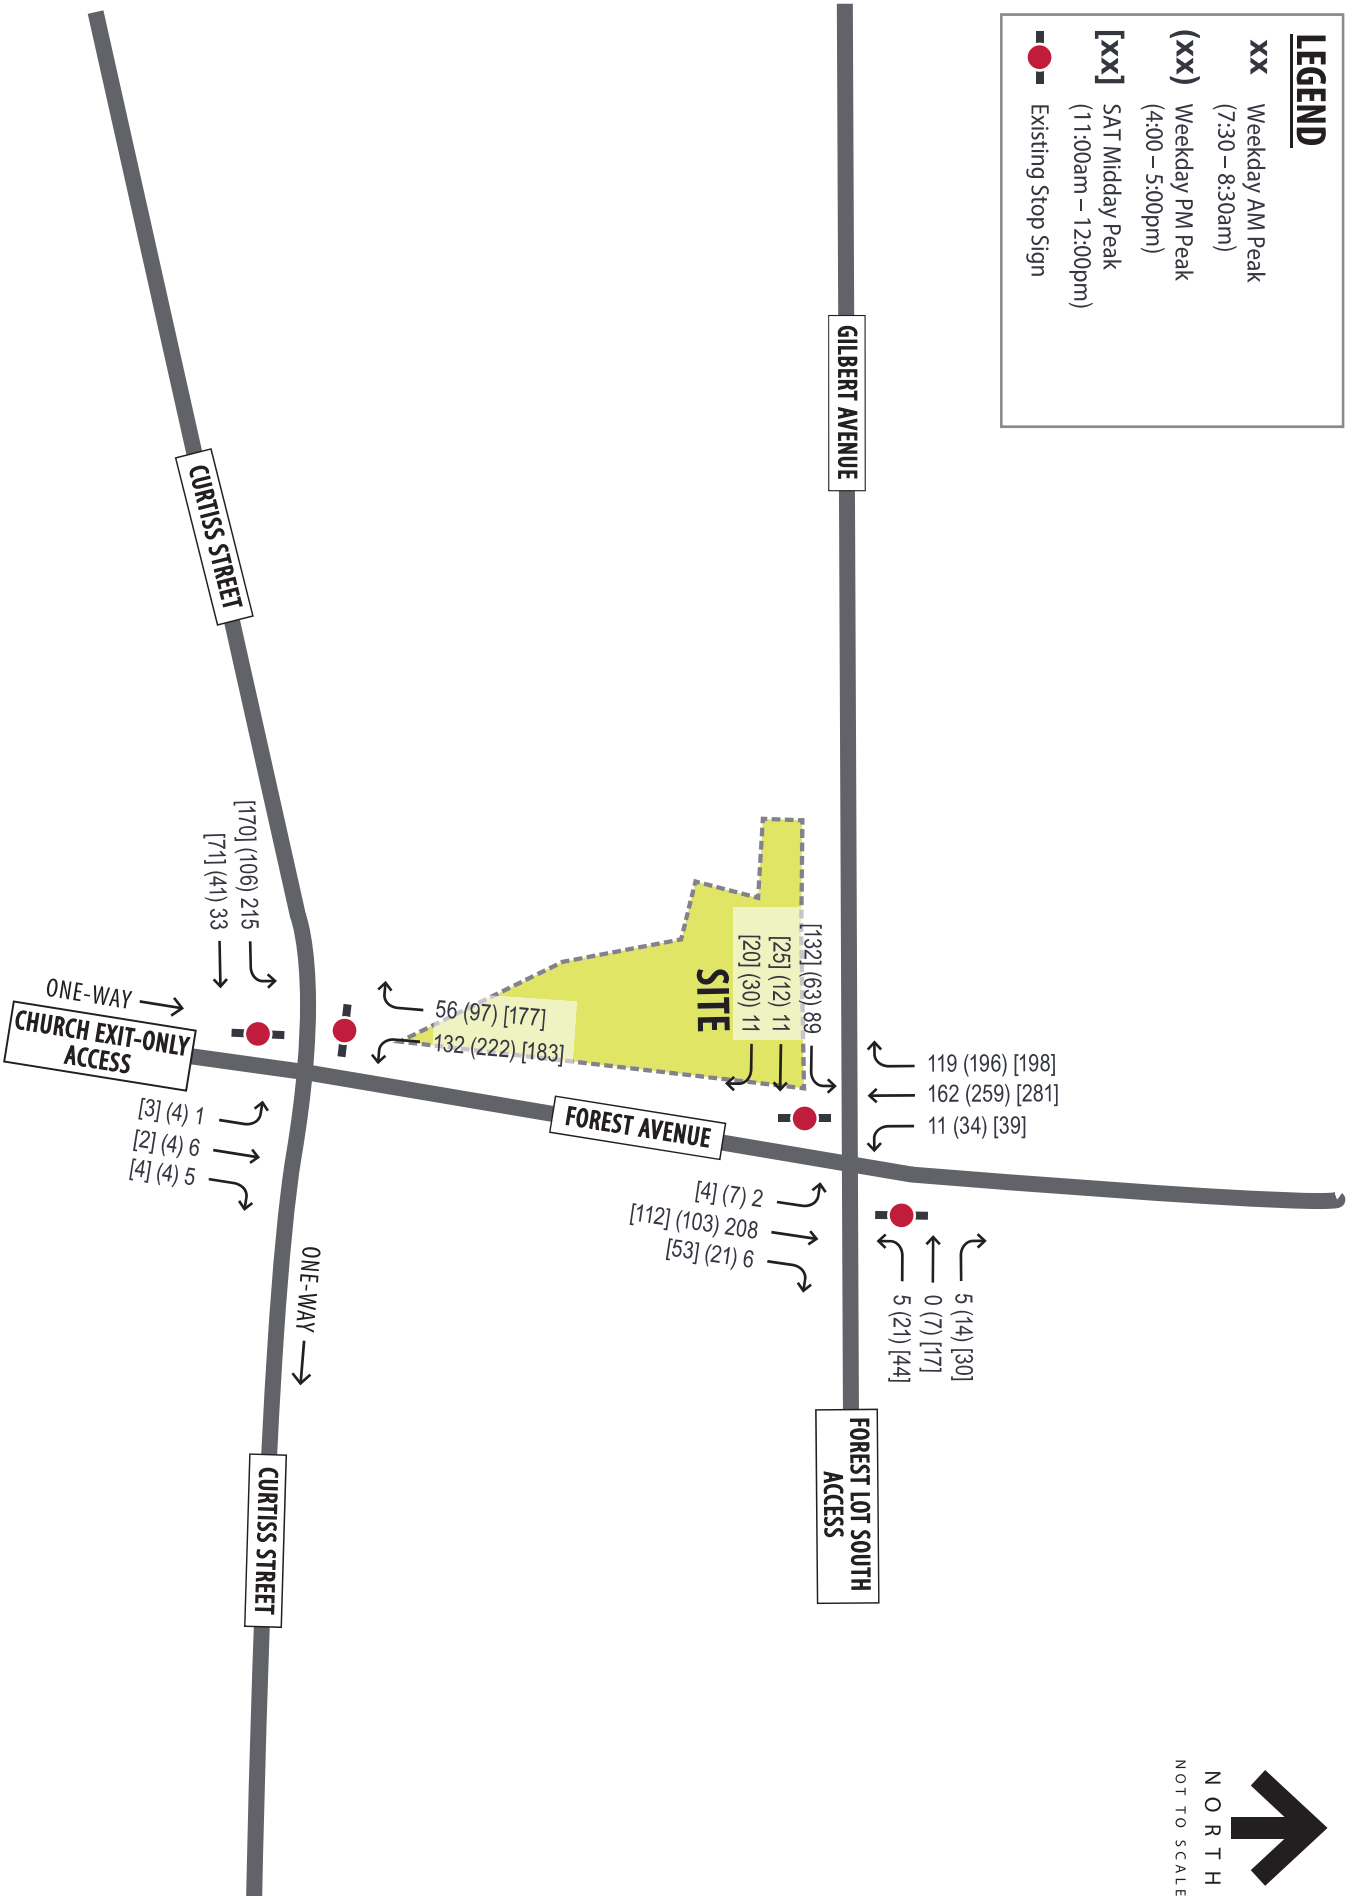 LEGEND
xx Weekday AM Peak
(7:30 – 8:30am)
(xx) Weekday PM Peak
(4:00 – 5:00pm)
[xx] SAT Midday Peak
(11:00am – 12:00pm)
Existing Stop Sign
GILBERT AVENUE
CURTISS STREET
119 (196) [198]
162 (259) [281]
11 (34) [39]
[132] (63) 89
[25] (12) 11
[20] (30) 11
SITE
5 (14) [30]
0 (7) [17]
5 (21) [44]
[4] (7) 2
[112] (103) 208
[53] (21) 6
FOREST AVENUE
FOREST LOT SOUTH
ACCESS
56 (97) [177]
132 (222) [183]
[170] (106) 215
[71] (41) 33
ONE-WAY
CHURCH EXIT-ONLY
ACCESS
[3] (4) 1
[2] (4) 6
[4] (4) 5
ONE-WAY
CURTISS STREET
NORTH
NOT TO SCALE